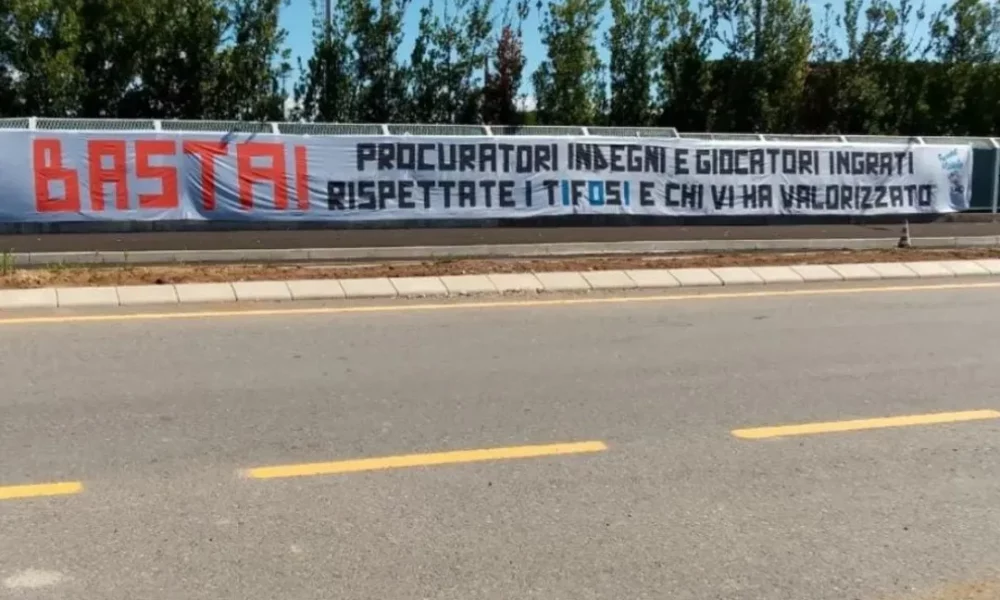 BASTA!
PROCURATORI INDEGNI E GIOCATORI INGRATI
RISPETTATE I TIFOSI E CHI VI HA VALORIZZATO